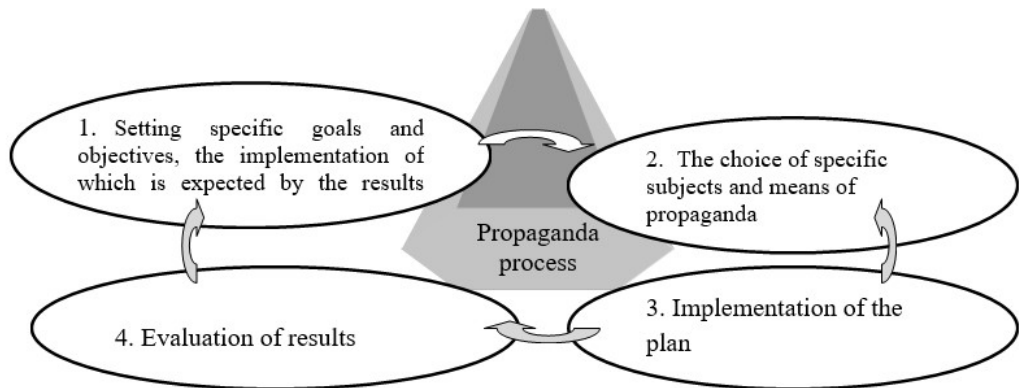 1. Setting specific goals and
objectives, the implementation of
which is expected by the results
2. The choice of specific
subjects and means of
propaganda
Propaganda
process
3. Implementation of the
plan
4. Evaluation of results